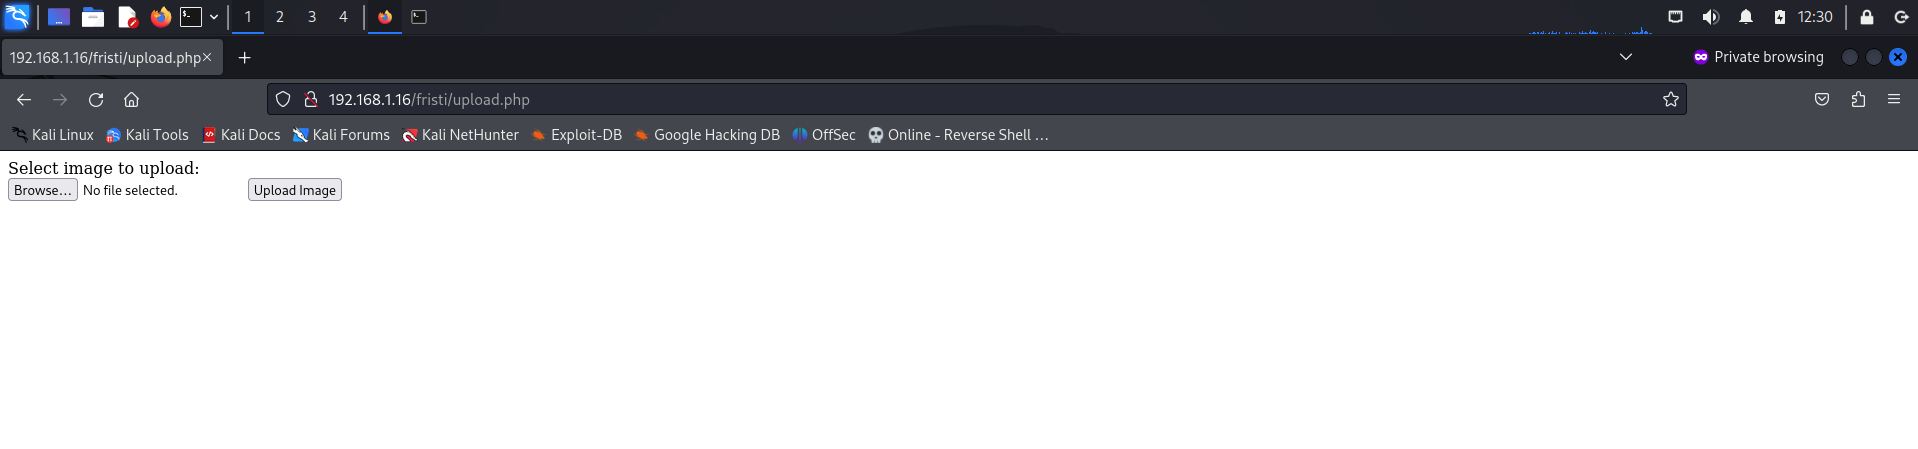 1 2 3 4 12:30
192.168.1.16/fristi/upload.php Private browsing
192.168.1.16/fristi/upload.php
Kali Linux Kali Tools Kali Docs Kali Forums Kali NetHunter Exploit-DB Google Hacking DB OffSec Online - Reverse Shell …
Select image to upload:
Browse... No file selected. Upload Image